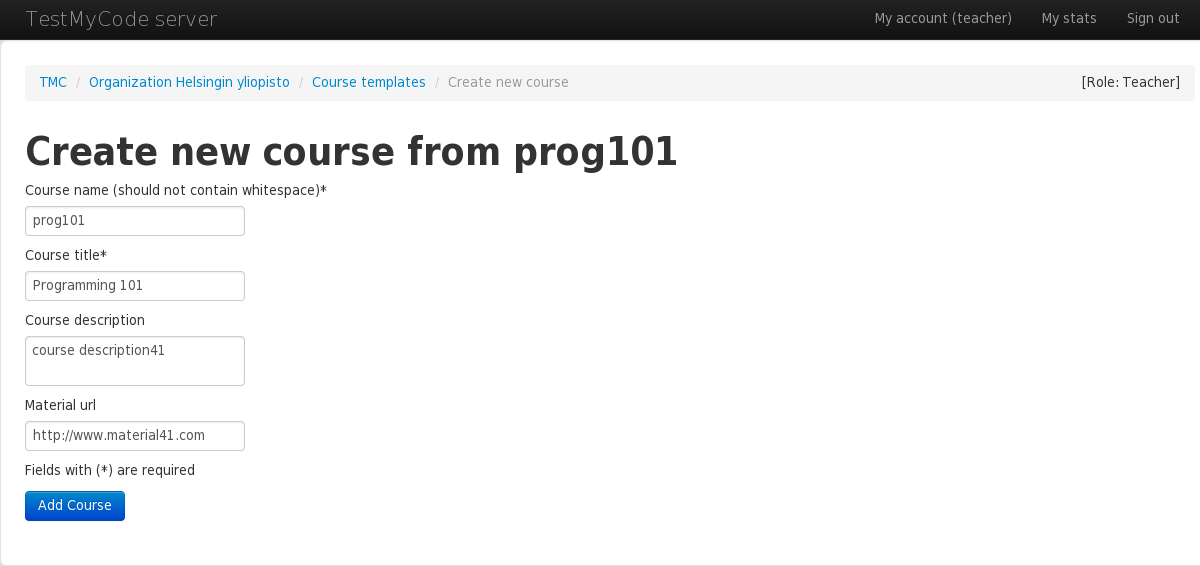 TestMyCode server My account (teacher) My stats Sign out
TMC / Organization Helsingin yliopisto / Course templates / Create new course [Role: Teacher]
Create new course from prog101
Course name (should not contain whitespace)*
prog101
Course title*
Programming 101
Course description
course description41
Material url
http://www.material41.com
Fields with (*) are required
Add Course